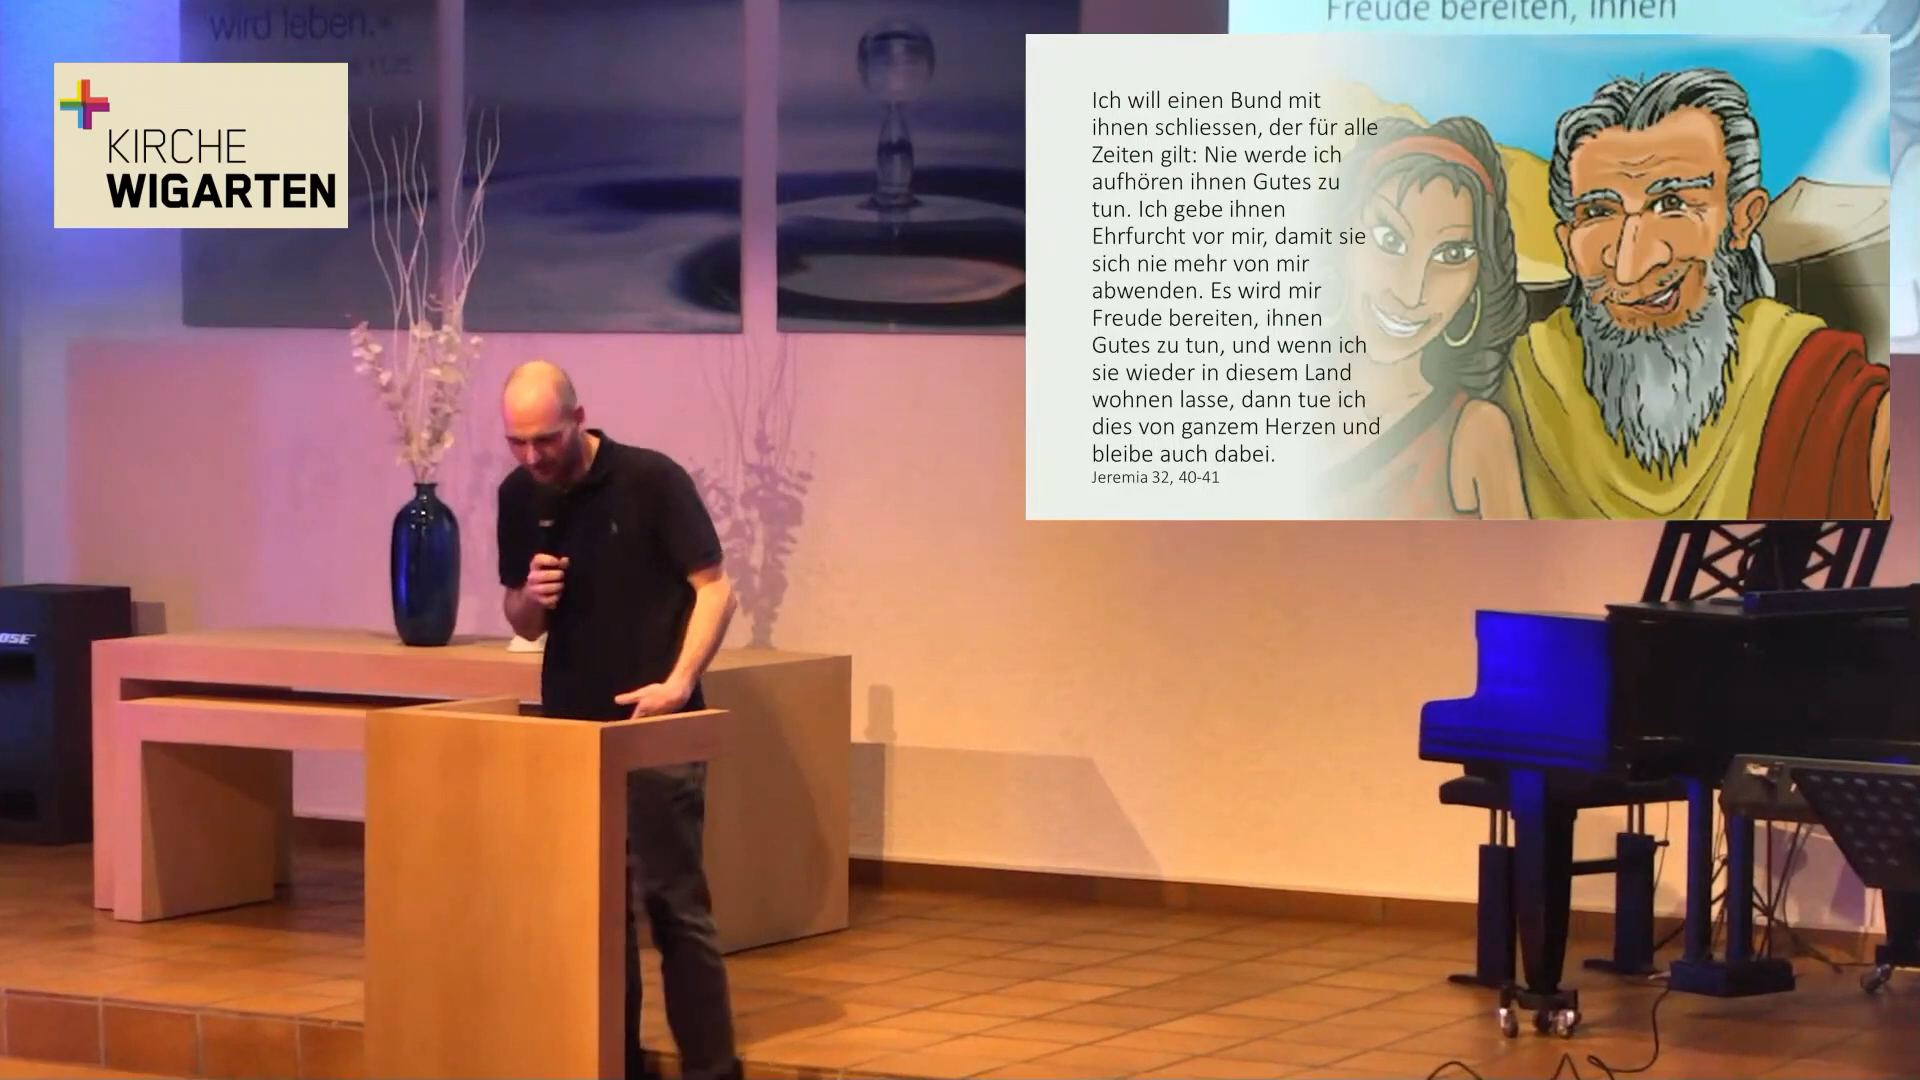 wird leben.«
Freude bereiten, ihnen
KIRCHE
WIGARTEN
Ich will einen Bund mit
ihnen schliessen, der für alle
Zeiten gilt: Nie werde ich
aufhören ihnen Gutes zu
tun. Ich gebe ihnen
Ehrfurcht vor mir, damit sie
sich nie mehr von mir
abwenden. Es wird mir
Freude bereiten, ihnen
Gutes zu tun, und wenn ich
sie wieder in diesem Land
wohnen lasse, dann tue ich
dies von ganzem Herzen und
bleibe auch dabei.
Jeremia 32, 40-41